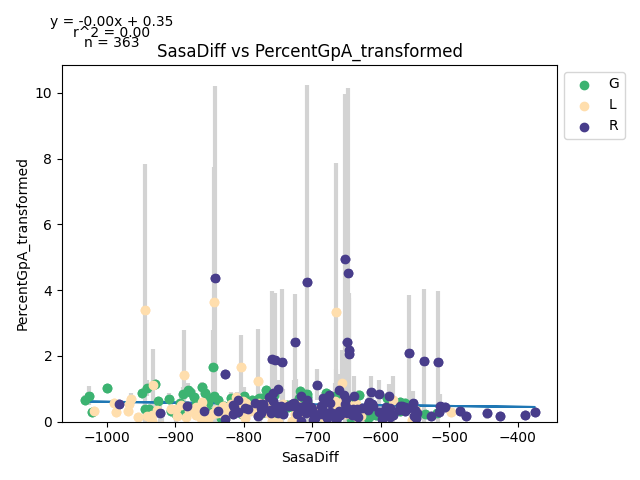 y = -0.00x + 0.35
r^2 = 0.00
n = 363
SasaDiff vs PercentGpA_transformed
G
L
R
PercentGpA_transformed
10
8
6
4
2
0
−1000 −900 −800 −700 −600 −500 −400
SasaDiff